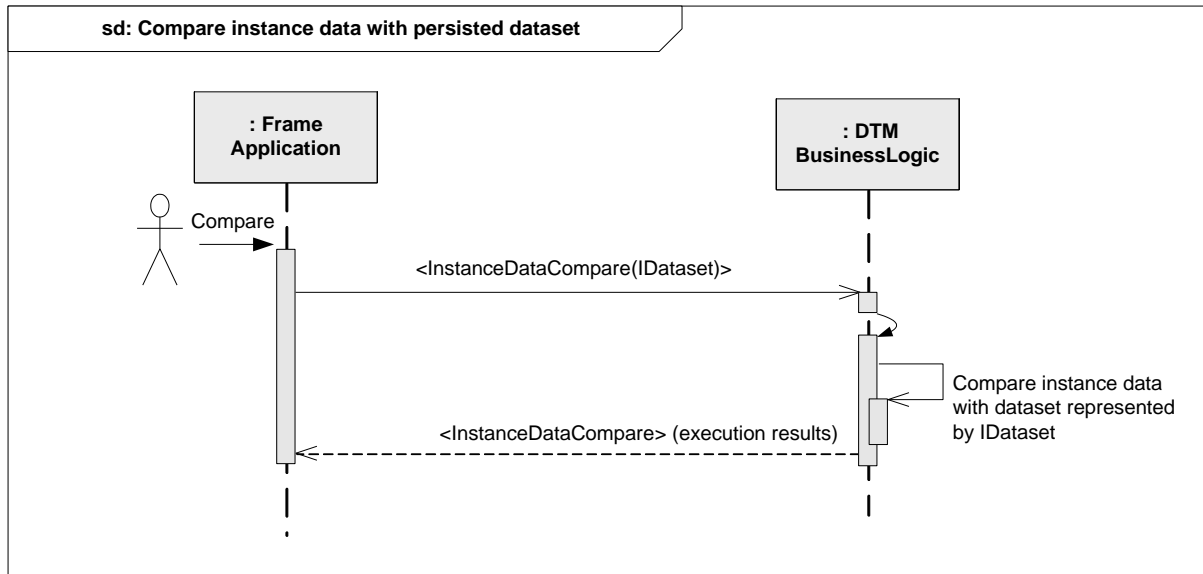 sd: Compare instance data with persisted dataset
: Frame
Application
: DTM
BusinessLogic
Compare
<InstanceDataCompare(IDataset)>
Compare instance data
with dataset represented
by IDataset
<InstanceDataCompare> (execution results)